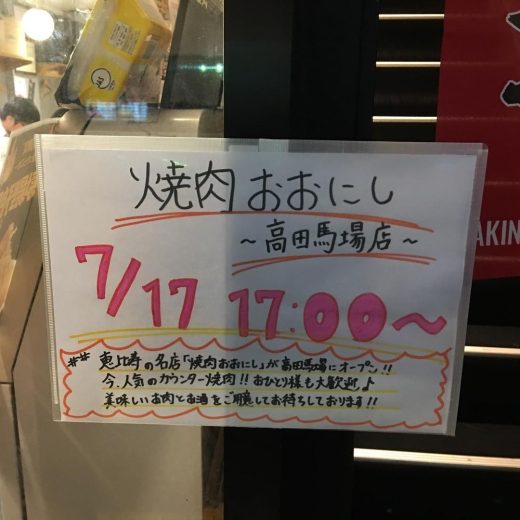 焼肉おおにし
～高田馬場店～
7/17 17:00～
恵比寿の名店「焼肉おおにし」が高田馬場にオープン!!
今、人気のカウンター焼肉!! おひとり様も大歓迎♪
美味しいお肉とお酒をご用意してお待ちしております!!
AKIN